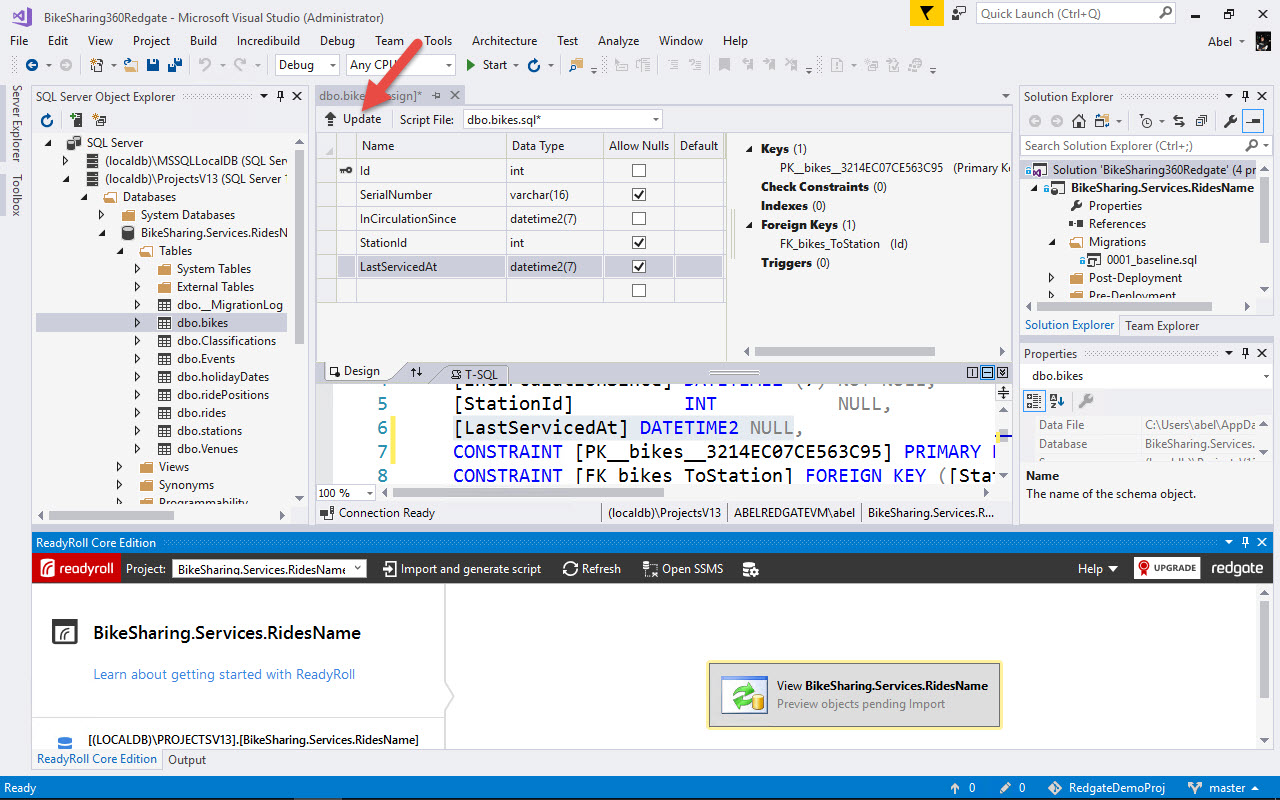 BikeSharing360Redgate - Microsoft Visual Studio (Administrator)
Quick Launch (Ctrl+Q)
File Edit View Project Build Incredibuild Debug Team Tools Architecture Test Analyze Window Help
Abel
Debug Any CPU Start
Server Explorer
Toolbox
SQL Server Object Explorer
SQL Server
(localdb)\MSSQLLocalDB (SQL Serv
(localdb)\ProjectsV13 (SQL Server
Databases
System Databases
BikeSharing.Services.RidesN
Tables
System Tables
External Tables
dbo.__MigrationLog
dbo.bikes
dbo.Classifications
dbo.Events
dbo.holidayDates
dbo.ridePositions
dbo.rides
dbo.stations
dbo.Venues
Views
Synonyms
Programmability
Update Script File: dbo.bikes.sql*
Name Data Type Allow Nulls Default
Id int
SerialNumber varchar(16)
InCirculationSince datetime2(7)
StationId int
LastServicedAt datetime2(7)
Keys (1)
PK__bikes__3214EC07CE563C95 (Primary Ke
Check Constraints (0)
Indexes (0)
Foreign Keys (1)
FK_bikes_ToStation (Id)
Triggers (0)
Design T-SQL
[InCirculationSince] DATETIME2 (7) NOT NULL,
5 [StationId] INT NULL,
6 [LastServicedAt] DATETIME2 NULL,
7 CONSTRAINT [PK__bikes__3214EC07CE563C95] PRIMARY
8 CONSTRAINT [FK_bikes_ToStation] FOREIGN KEY ([Sta
100 %
Connection Ready (localdb)\ProjectsV13 ABELREDGATEVM\abel BikeSharing.Services.R...
Solution Explorer
Search Solution Explorer (Ctrl+;)
Solution 'BikeSharing360Redgate' (4 pr
BikeSharing.Services.RidesName
Properties
References
Migrations
0001_baseline.sql
Post-Deployment
Pre-Deployment
Solution Explorer Team Explorer
Properties
dbo.bikes
Data File C:\Users\abel\AppDa
Database BikeSharing.Services.
Name
The name of the schema object.
ReadyRoll Core Edition
readyroll Project: BikeSharing.Services.RidesName Import and generate script Refresh Open SSMS Help UPGRADE redgate
BikeSharing.Services.RidesName
Learn about getting started with ReadyRoll
[(LOCALDB)\PROJECTSV13].[BikeSharing.Services.RidesName]
View BikeSharing.Services.RidesName
Preview objects pending Import
ReadyRoll Core Edition Output
Ready 0 0 RedgateDemoProj master